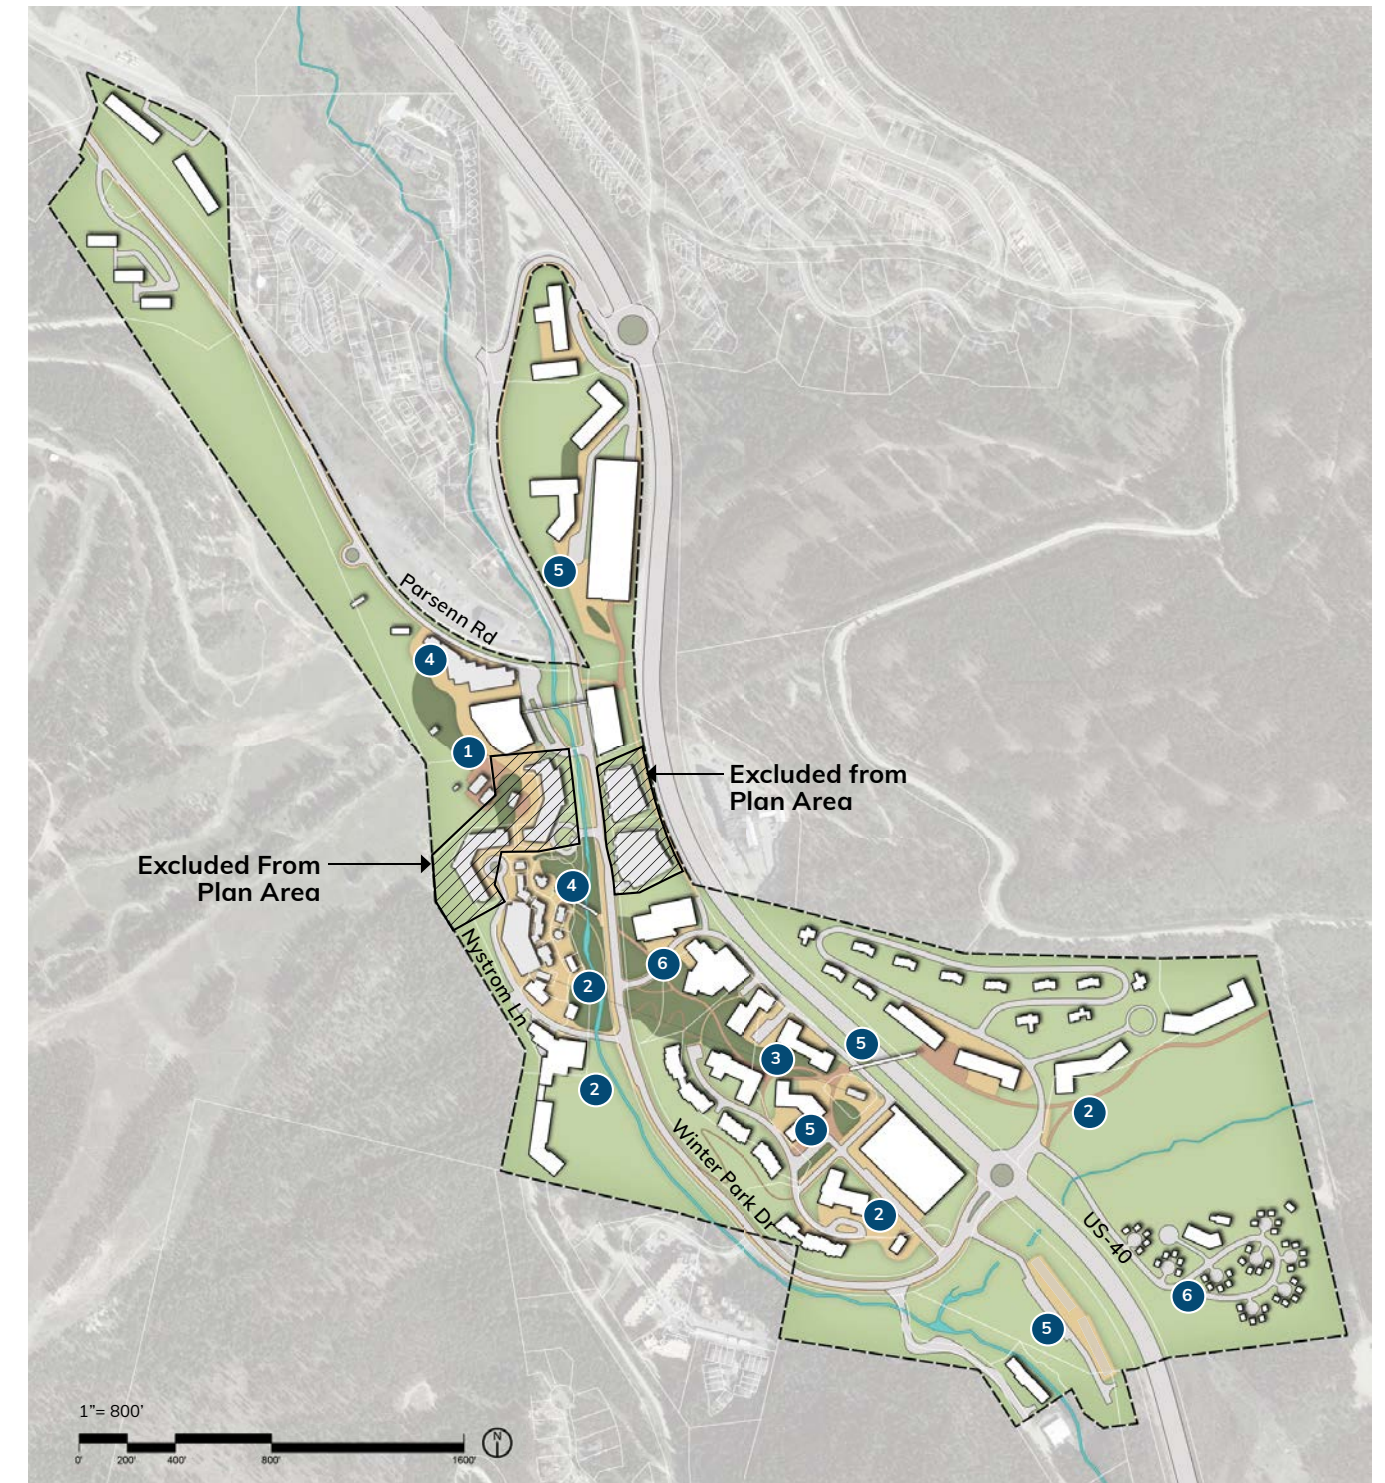 5
Parsenn Rd
4
1
Excluded from
Plan Area
Excluded From
Plan Area
4
Nystrom Ln
6
2
3
5
2
2
5
Winter Park Dr
2
US-40
6
5
1”= 800’
N
0’ 200’ 400’ 800’ 1600’